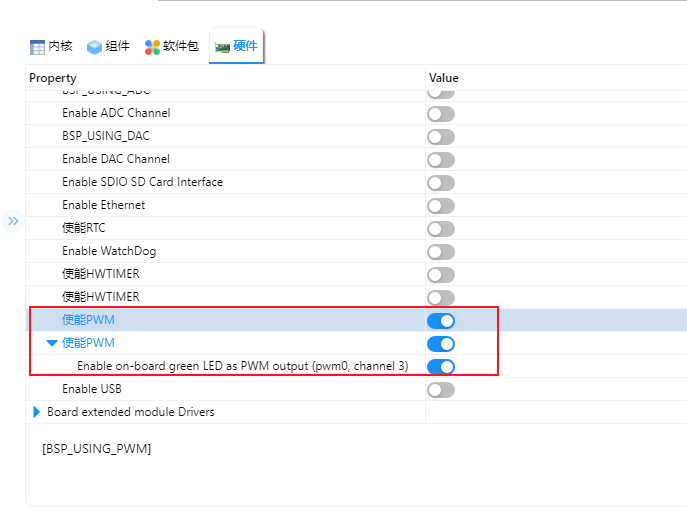 内核 组件 软件包 硬件
Property Value
BSP_USING_ADC
Enable ADC Channel
BSP_USING_DAC
Enable DAC Channel
Enable SDIO SD Card Interface
Enable Ethernet
使能RTC
Enable WatchDog
使能HWTIMER
使能HWTIMER
使能PWM
使能PWM
Enable on-board green LED as PWM output (pwm0, channel 3)
Enable USB
Board extended module Drivers
[BSP_USING_PWM]